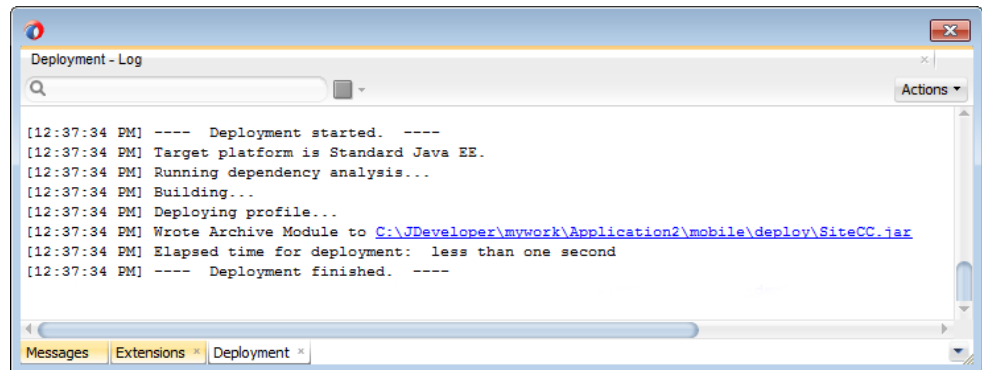 Deployment - Log
Actions
[12:37:34 PM] ----  Deployment started.  ----
[12:37:34 PM] Target platform is Standard Java EE.
[12:37:34 PM] Running dependency analysis...
[12:37:34 PM] Building...
[12:37:34 PM] Deploying profile...
[12:37:34 PM] Wrote Archive Module to C:\JDeveloper\mywork\Application2\mobile\deploy\SiteCC.jar
[12:37:34 PM] Elapsed time for deployment:  less than one second
[12:37:34 PM] ----  Deployment finished.  ----
Messages Extensions Deployment